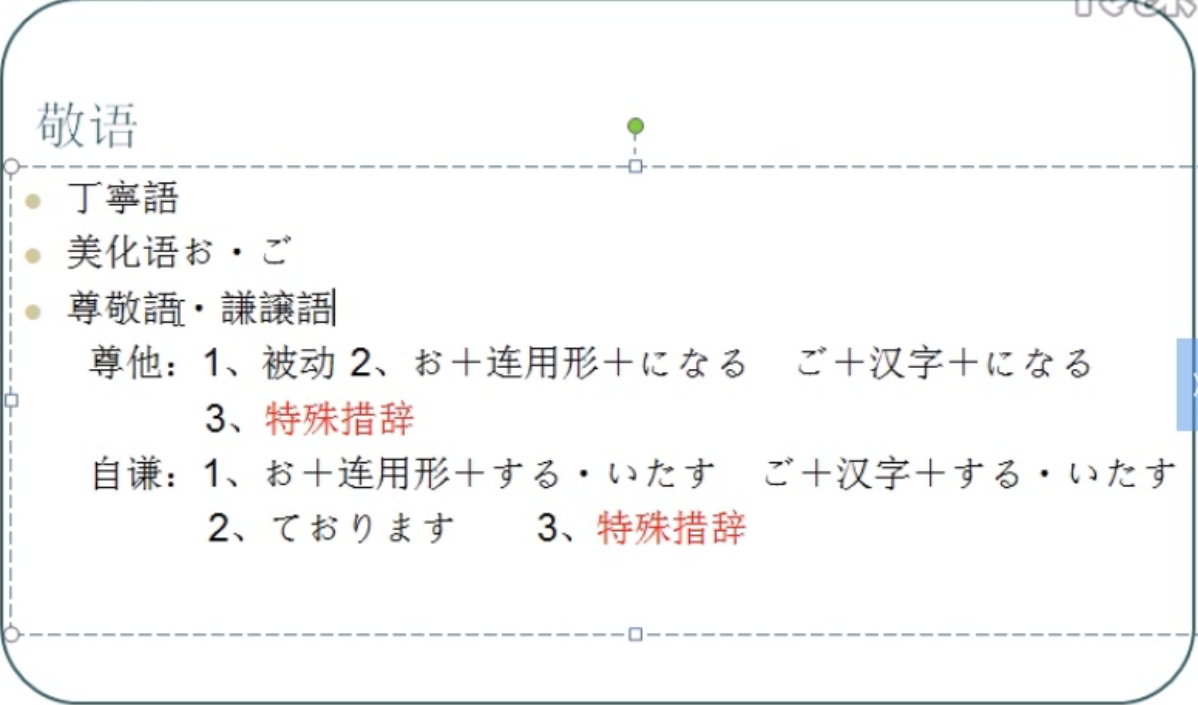 敬语
丁寧語
美化语お・ご
尊敬語・謙譲語
尊他：1、被动 2、お＋连用形＋になる　ご＋汉字＋になる
3、特殊措辞
自谦：1、お＋连用形＋する・いたす　ご＋汉字＋する・いたす
2、ております　3、特殊措辞